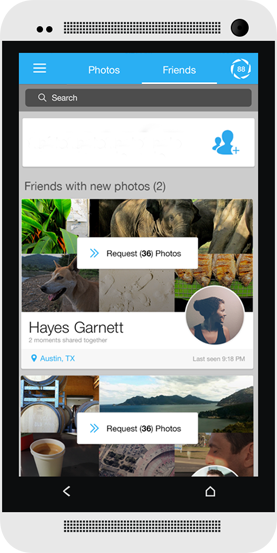 Photos
Friends
88
Search
Friends with new photos (2)
Request (36) Photos
Hayes Garnett
2 moments shared together
Austin, TX
Last seen 9:18 PM
Request (36) Photos